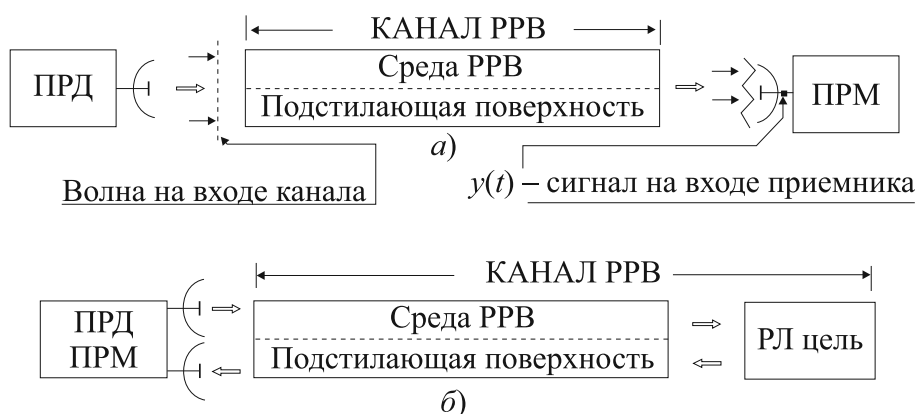 КАНАЛ РРВ
ПРД
Среда РРВ
Подстилающая поверхность
ПРМ
а)
Волна на входе канала
y(t) – сигнал на входе приемника
КАНАЛ РРВ
ПРД
ПРМ
Среда РРВ
Подстилающая поверхность
РЛ цель
б)